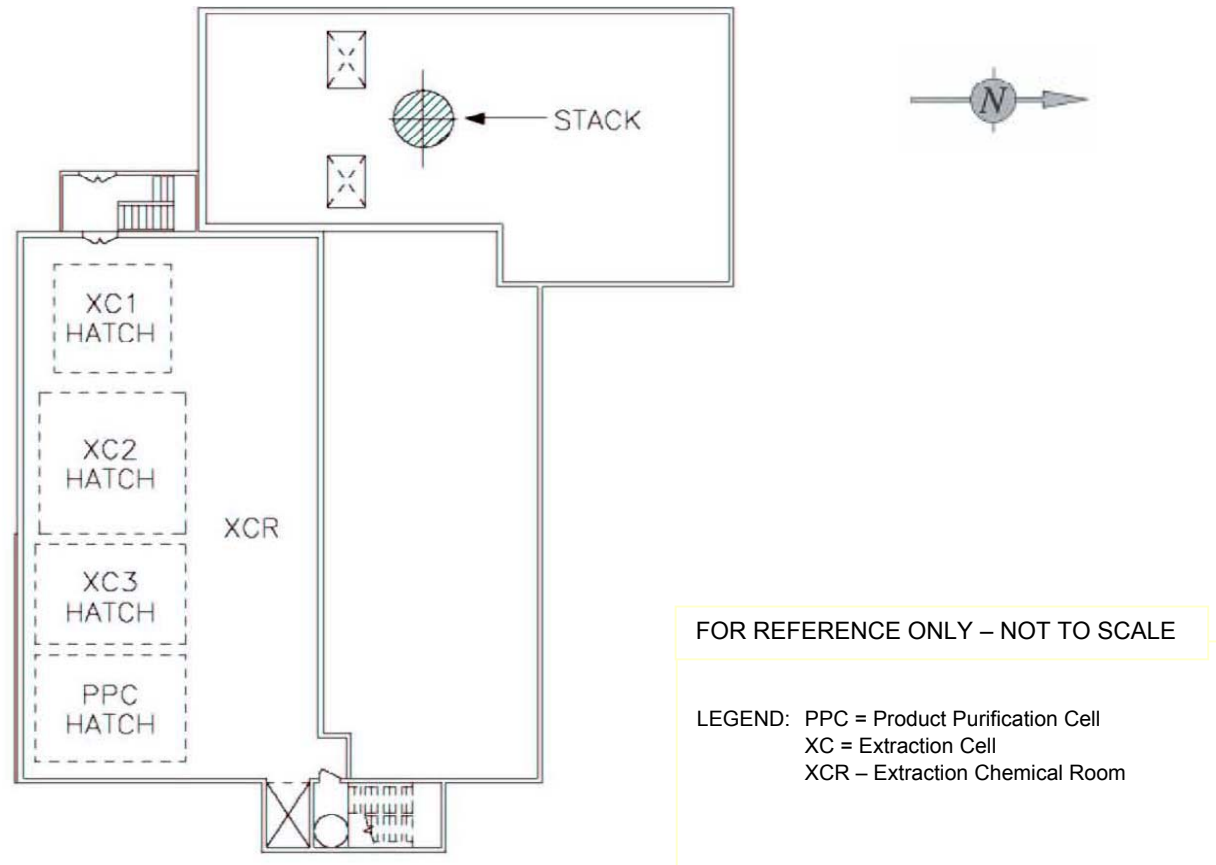 STACK
N
XC1
HATCH
XC2
HATCH
XCR
XC3
HATCH
PPC
HATCH
FOR REFERENCE ONLY – NOT TO SCALE
LEGEND: PPC = Product Purification Cell
XC = Extraction Cell
XCR – Extraction Chemical Room